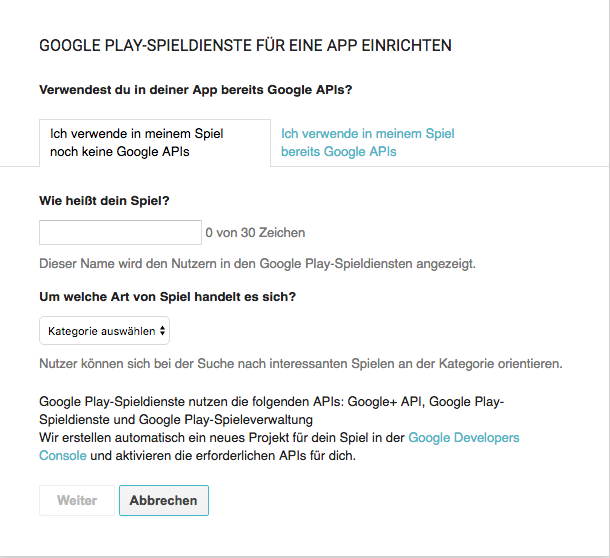 GOOGLE PLAY-SPIELDIENSTE FÜR EINE APP EINRICHTEN
Verwendest du in deiner App bereits Google APIs?
Ich verwende in meinem Spiel
noch keine Google APIs
Ich verwende in meinem Spiel
bereits Google APIs
Wie heißt dein Spiel?
0 von 30 Zeichen
Dieser Name wird den Nutzern in den Google Play-Spieldiensten angezeigt.
Um welche Art von Spiel handelt es sich?
Kategorie auswählen
Nutzer können sich bei der Suche nach interessanten Spielen an der Kategorie orientieren.
Google Play-Spieldienste nutzen die folgenden APIs: Google+ API, Google Play-
Spieldienste und Google Play-Spieleverwaltung
Wir erstellen automatisch ein neues Projekt für dein Spiel in der Google Developers
Console und aktivieren die erforderlichen APIs für dich.
Weiter
Abbrechen